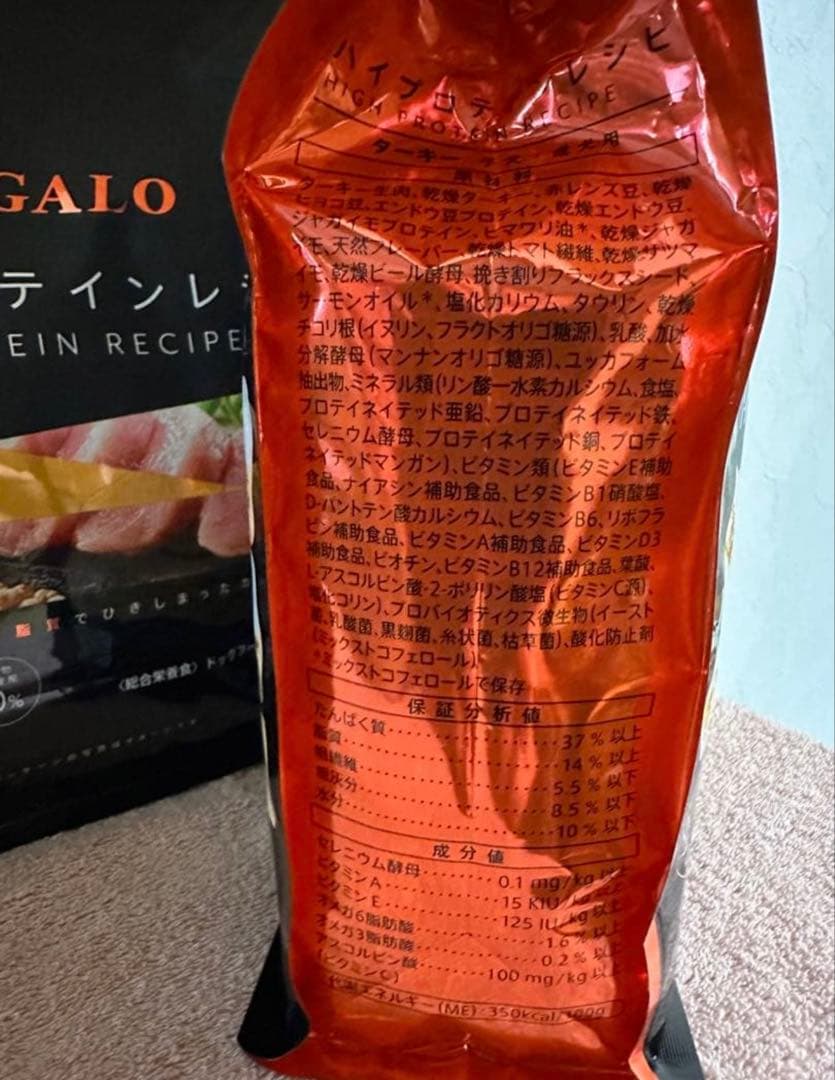 GALO
テインレシ
EIN RECIPE
脂質でひきしまったカ
〈総合栄養食〉ドッグフー
0%
ハイプロテ レシピ
HIGH PROTEIN RECIPE
ターキー 成犬用
原材料
ターキー生肉、乾燥ターキー、赤レンズ豆、乾燥
ヒヨコ豆、エンドウ豆プロテイン、乾燥エンドウ豆、
ジャガイモプロテイン、ヒマワリ油*、乾燥ジャガ
イモ、天然フレーバー、乾燥トマト繊維、乾燥サツマ
イモ、乾燥ビール酵母、挽き割りフラックスシード、
サーモンオイル*、塩化カリウム、タウリン、乾燥
チコリ根(イヌリン、フラクトオリゴ糖源)、乳酸、加水
分解酵母(マンナンオリゴ糖源)、ユッカフォーム
抽出物、ミネラル類(リン酸一水素カルシウム、食塩、
プロテイネイテッド亜鉛、プロテイネイテッド鉄、
セレニウム酵母、プロテイネイテッド銅、プロテイ
ネイテッドマンガン)、ビタミン類(ビタミンE補助
食品、ナイアシン補助食品、ビタミンB1硝酸塩、
D-パントテン酸カルシウム、ビタミンB6、リボフラ
ビン補助食品、ビタミンA補助食品、ビタミンD3
補助食品、ビオチン、ビタミンB12補助食品、葉酸、
L-アスコルビン酸-2-ポリリン酸塩(ビタミンC源)、
塩化コリン)、プロバイオティクス微生物(イースト
菌、乳酸菌、黒麹菌、糸状菌、枯草菌)、酸化防止剤
(ミックストコフェロール)
*ミックストコフェロールで保存
保証分析値
たんぱく質 37%以上
脂質 14%以上
粗繊維 5.5%以下
粗灰分 8.5%以下
水分 10%以下
成分値
セレニウム酵母 0.1 mg/kg以上
ビタミンA 15 KIU/kg以上
ビタミンE 125 IU/kg以上
オメガ6脂肪酸 1.6%以上
オメガ3脂肪酸 0.2%以上
アスコルビン酸 100 mg/kg以上
(ビタミンC)
代謝エネルギー(ME)・350kcal/100g